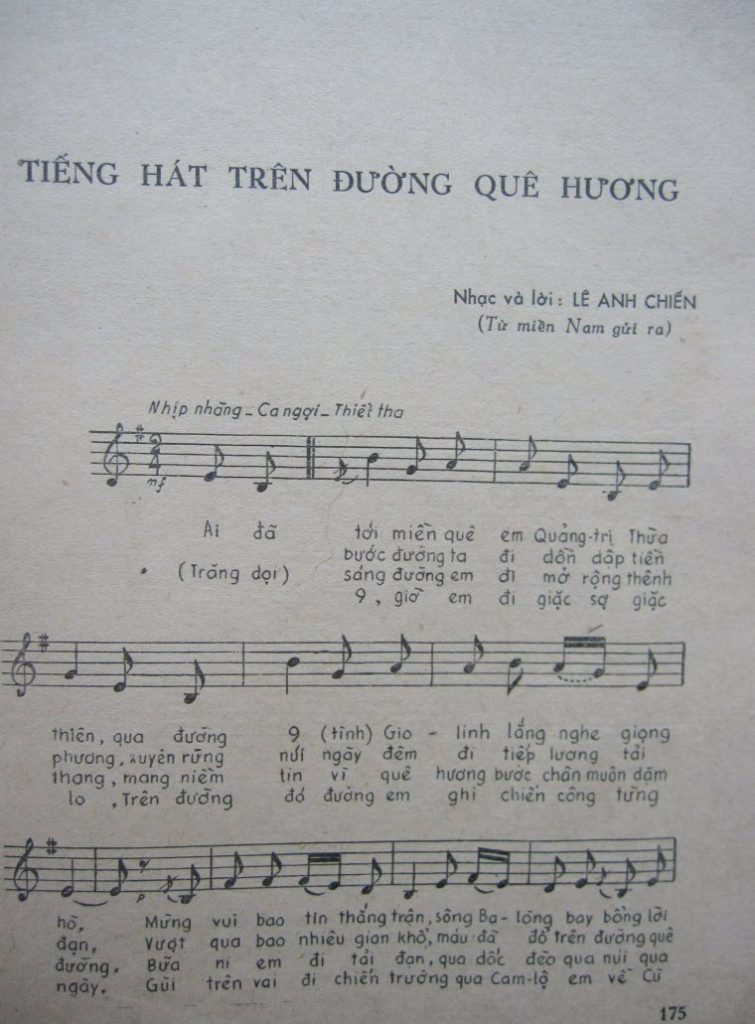 TIẾNG HÁT TRÊN ĐƯỜNG QUÊ HƯƠNG
Nhạc và lời : LÊ ANH CHIẾN
(Từ miền Nam gửi ra)
Nhịp nhàng - Ca ngợi - Thiết tha
2
4
mf
Ai đã tới miền quê em Quảng-trị Thừa
bước đường ta đi dồn dập tiền
(Trăng dọi) sáng đường em đi mở rộng thênh
9, giờ em đi giặc sợ giặc
thiên, qua đường 9 (tình) Gio - linh lắng nghe giọng
phương, xuyên rừng núi ngày đêm đi tiếp lương tải
thang, mang niềm tin vì quê hương bước chân muôn dặm
lo, Trên đường đó đường em ghi chiến công từng
p
hò, Mừng vui bao tin thắng trận, sông Ba-lòng bay bổng lời
đạn, Vượt qua bao nhiêu gian khổ, máu đã đổ trên đường quê
đường. Bữa ni em đi tải đạn, qua dốc đèo qua núi qua
ngày. Gùi trên vai đi chiến trường qua Cam-lộ em về Cù
175